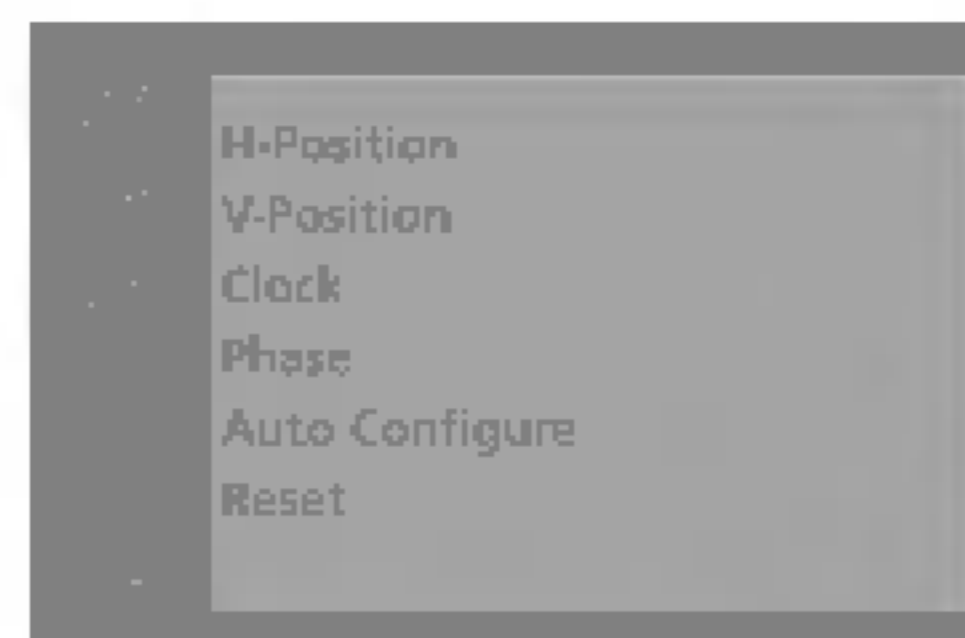 H-Position
V-Position
Clock
Phase
Auto Configure
Reset